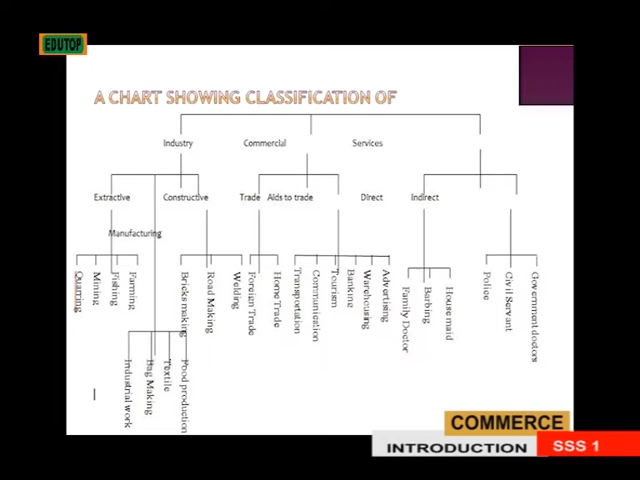 EDUTOP
A CHART SHOWING CLASSIFICATION OF
Industry Commercial Services
Extractive Constructive Trade Aids to trade Direct Indirect
Manufacturing
Quarring
Mining
Fishing
Farming
Bricks making
Road Making
Welding
Foreign Trade
Home Trade
Transportation
Communication
Tourism
Banking
Warehousing
Advertising
Family Doctor
Barbing
House maid
Police
Civil Servant
Government doctors
Industrial work
Bag Making
Textile
Food production
COMMERCE
INTRODUCTION SSS 1